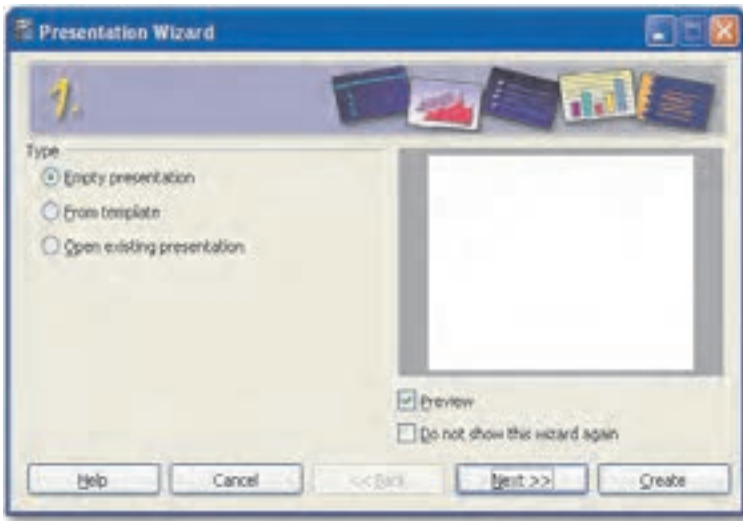 Presentation Wizard
1.
Type
Empty presentation
From template
Open existing presentation
Preview
Do not show this wizard again
Help
Cancel
<< Back
Next >>
Create